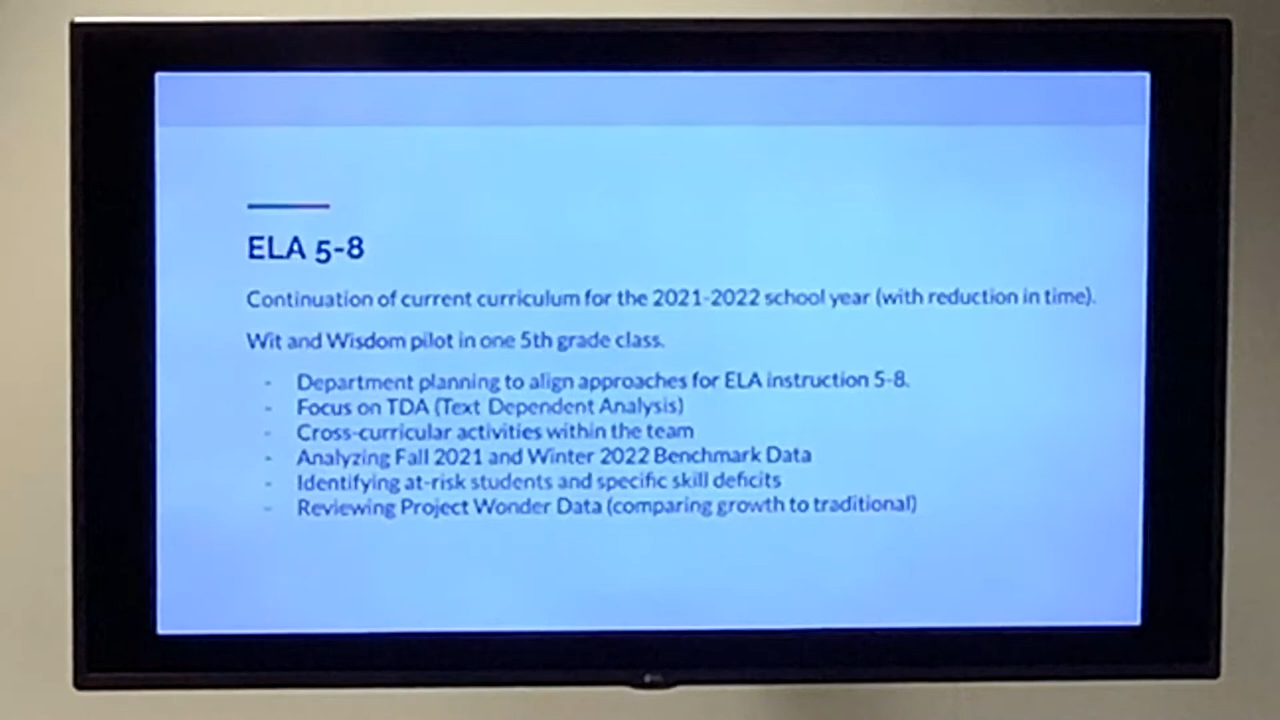 ELA 5-8
Continuation of current curriculum for the 2021-2022 school year (with reduction in time).
Wit and Wisdom pilot in one 5th grade class.
- Department planning to align approaches for ELA instruction 5-8.
- Focus on TDA (Text Dependent Analysis)
- Cross-curricular activities within the team
- Analyzing Fall 2021 and Winter 2022 Benchmark Data
- Identifying at-risk students and specific skill deficits
- Reviewing Project Wonder Data (comparing growth to traditional)